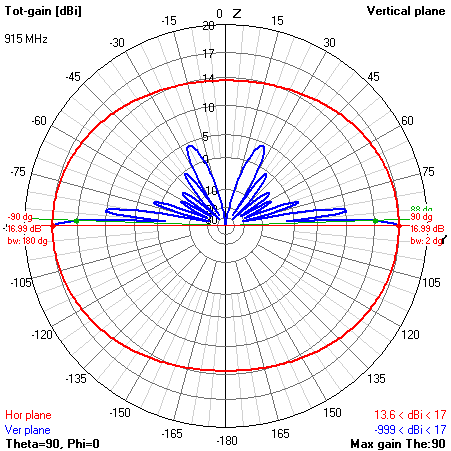 Tot-gain [dBi]
Vertical plane
915 MHz
20
0
Z
-15
15
-30
30
-45
45
-60
60
-75
75
17
14
10
5
0
-90 dg
90 dg
16.99 dB
16.99 dB
bw: 180 dg
bw: 2 dg
-105
105
-120
120
-135
135
-150
150
-165
165
-180
Hor plane
13.6 < dBi < 17
Ver plane
-999 < dBi < 17
Theta=90, Phi=0
Max gain The:90